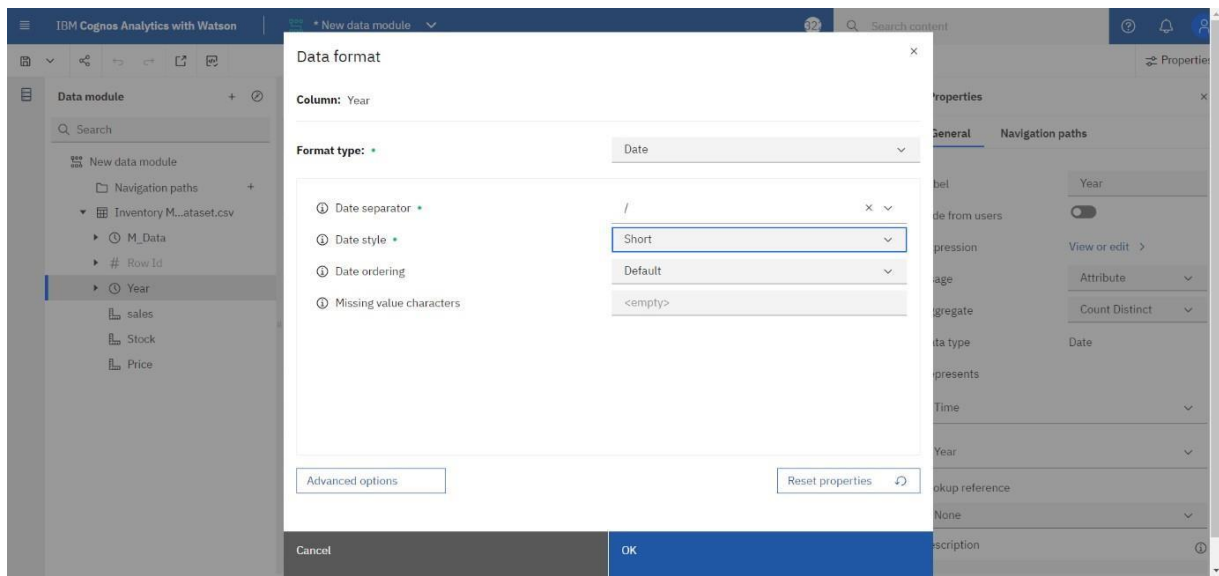 IBM Cognos Analytics with Watson
* New data module
32
Search content
Properties
Data module
Search
New data module
Navigation paths
Inventory M...ataset.csv
M_Data
# Row Id
Year
sales
Stock
Price
Data format
Column: Year
Format type: Date
Date separator /
Date style Short
Date ordering Default
Missing value characters <empty>
Advanced options
Reset properties
Cancel
OK
roperties
General Navigation paths
bel Year
de from users
pression View or edit
age Attribute
gregate Count Distinct
ta type Date
presents
Time
Year
okup reference
None
escription